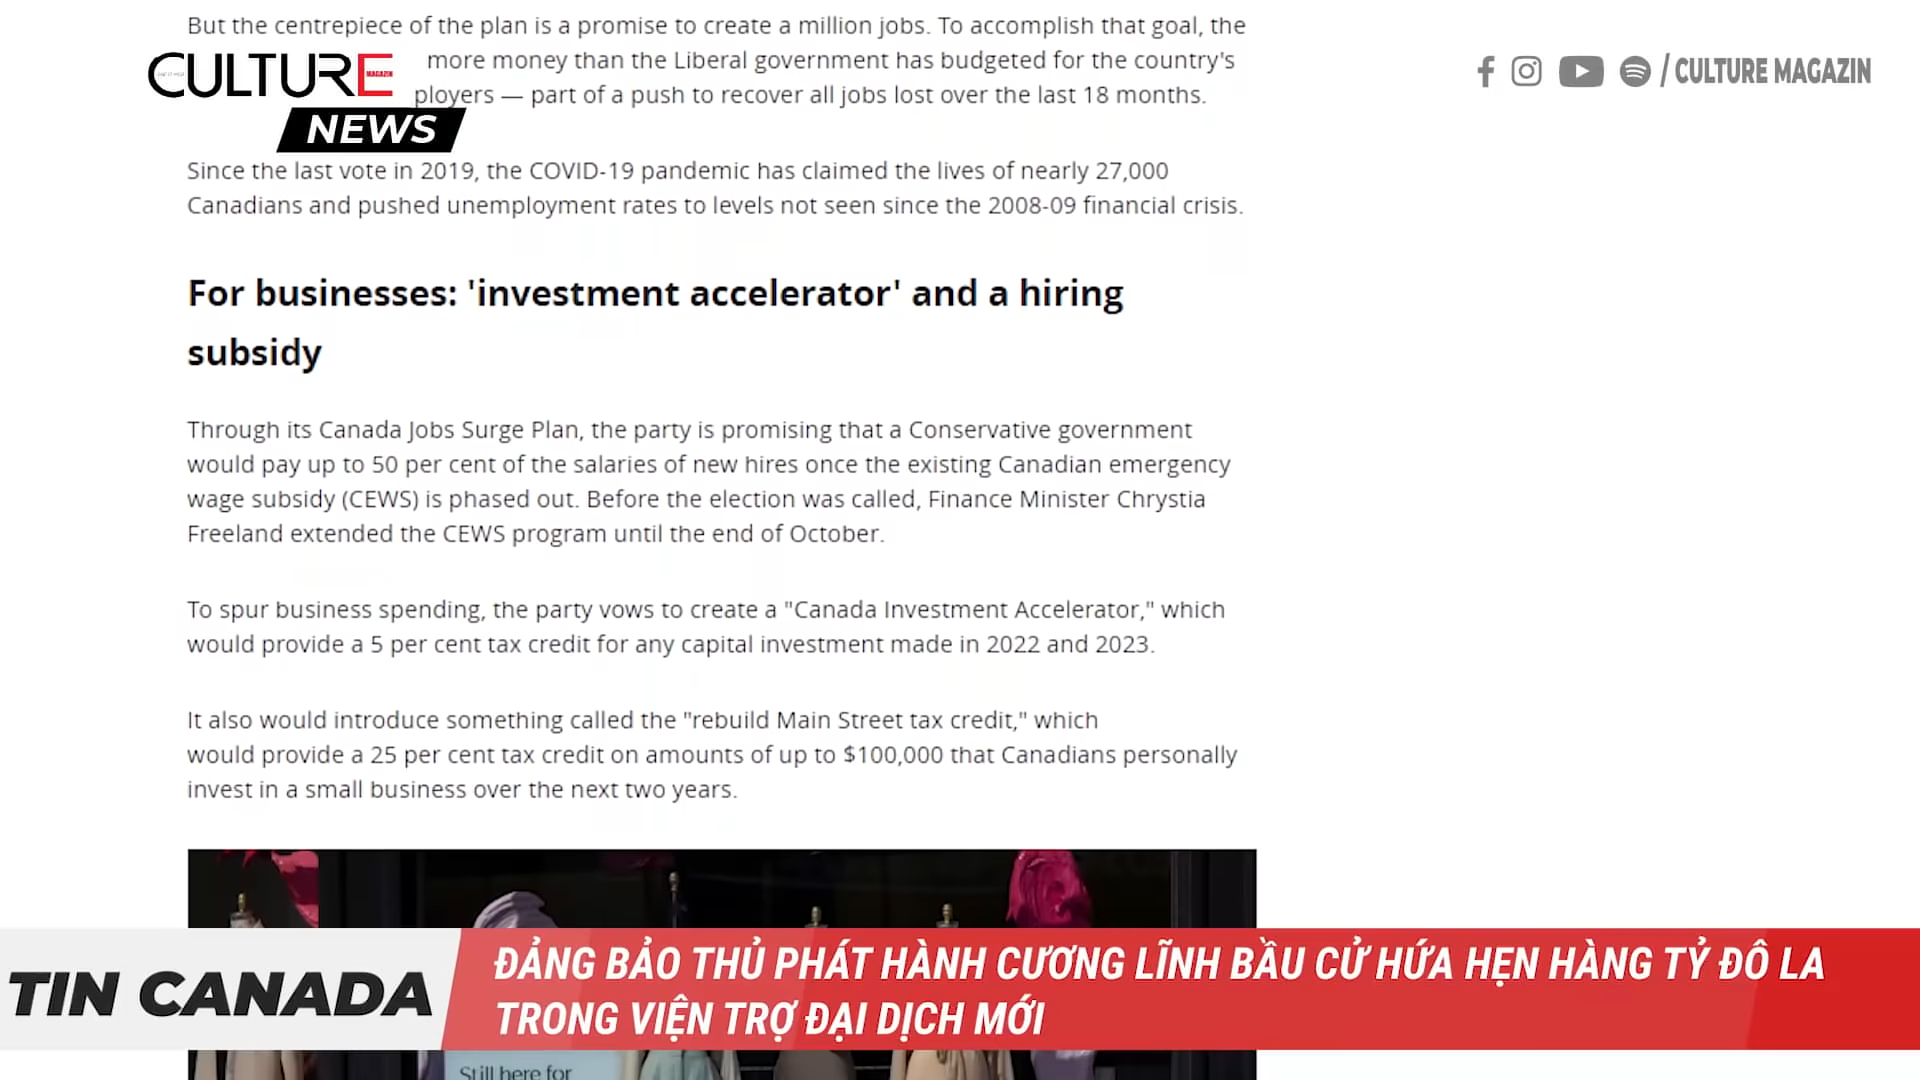 But the centrepiece of the plan is a promise to create a million jobs. To accomplish that goal, the
more money than the Liberal government has budgeted for the country's
ployers — part of a push to recover all jobs lost over the last 18 months.
CULTURE
MAGAZIN
NEWS
/ CULTURE MAGAZIN
Since the last vote in 2019, the COVID-19 pandemic has claimed the lives of nearly 27,000
Canadians and pushed unemployment rates to levels not seen since the 2008-09 financial crisis.
For businesses: 'investment accelerator' and a hiring
subsidy
Through its Canada Jobs Surge Plan, the party is promising that a Conservative government
would pay up to 50 per cent of the salaries of new hires once the existing Canadian emergency
wage subsidy (CEWS) is phased out. Before the election was called, Finance Minister Chrystia
Freeland extended the CEWS program until the end of October.
To spur business spending, the party vows to create a "Canada Investment Accelerator," which
would provide a 5 per cent tax credit for any capital investment made in 2022 and 2023.
It also would introduce something called the "rebuild Main Street tax credit," which
would provide a 25 per cent tax credit on amounts of up to $100,000 that Canadians personally
invest in a small business over the next two years.
TIN CANADA
ĐẢNG BẢO THỦ PHÁT HÀNH CƯƠNG LĨNH BẦU CỬ HỨA HẸN HÀNG TỶ ĐÔ LA
TRONG VIỆN TRỢ ĐẠI DỊCH MỚI
Still here for